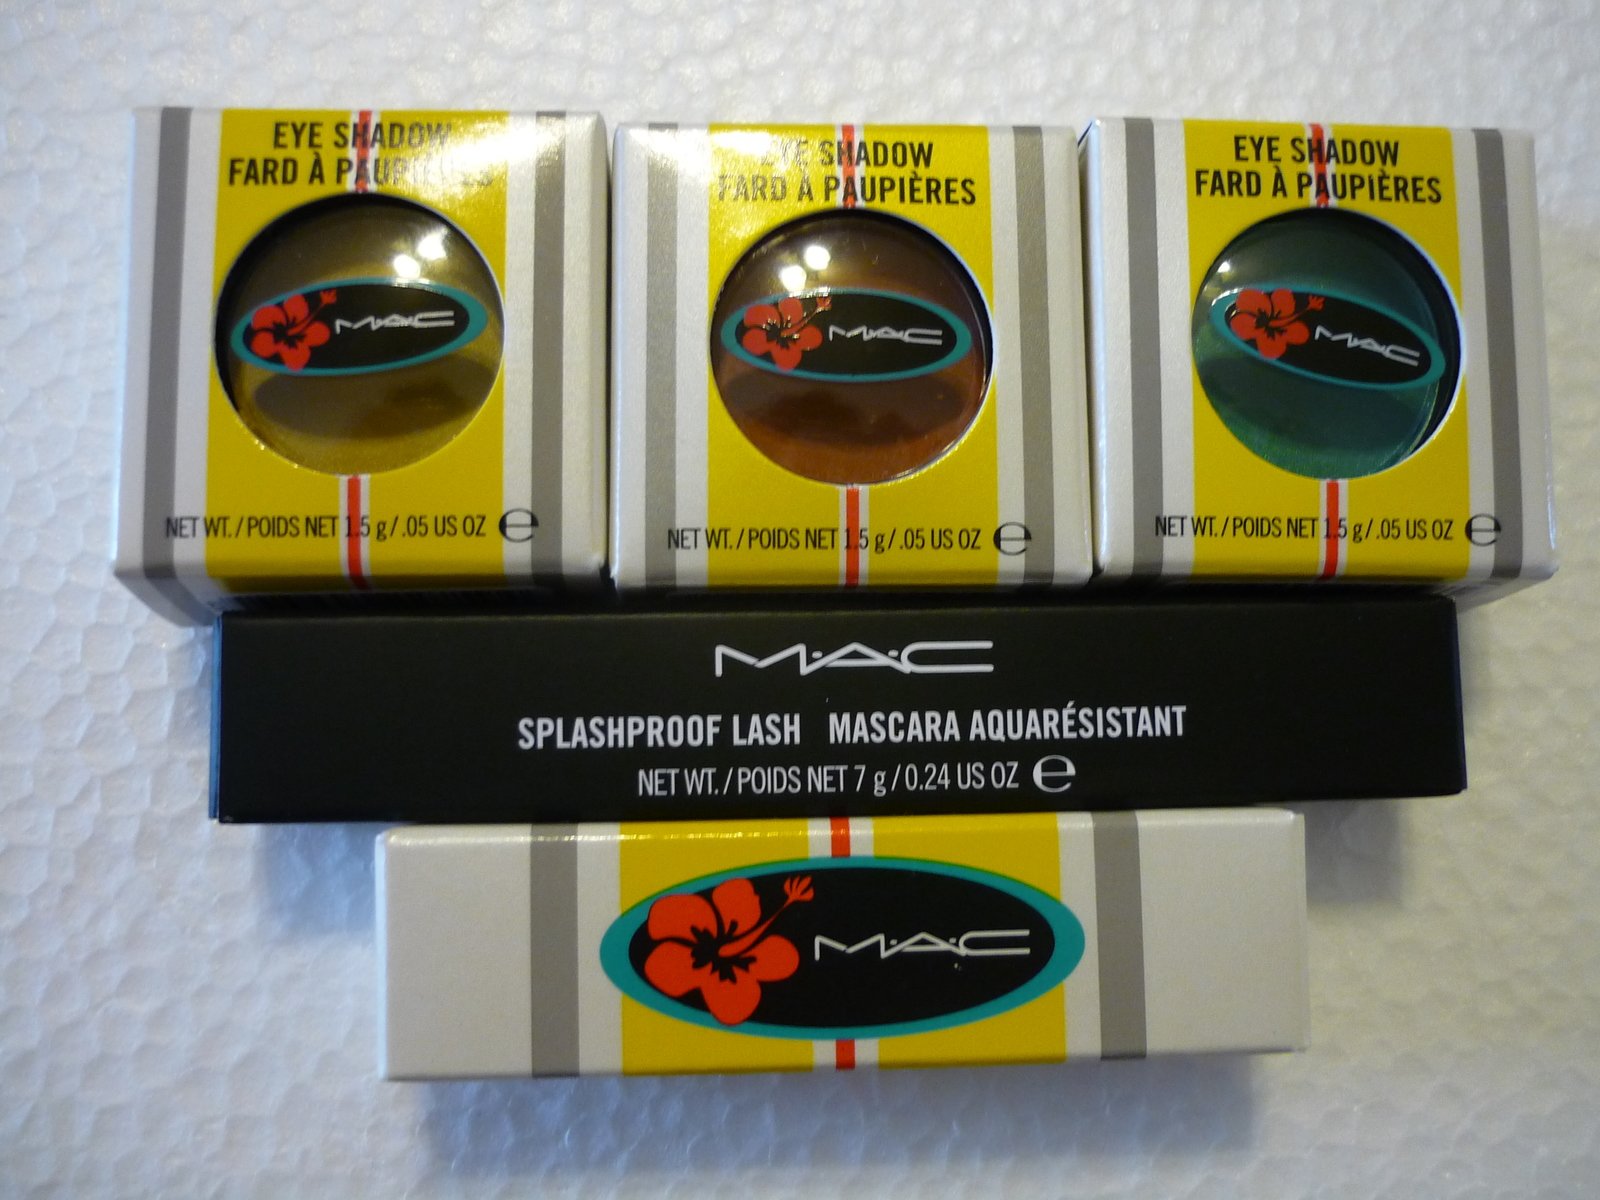 EYE SHADOW
FARD À PAUPIÈRES
M·A·C
NET WT. / POIDS NET 1.5 g / .05 US OZ e
EYE SHADOW
FARD À PAUPIÈRES
M·A·C
NET WT. / POIDS NET 1.5 g / .05 US OZ e
EYE SHADOW
FARD À PAUPIÈRES
M·A·C
NET WT. / POIDS NET 1.5 g / .05 US OZ e
M·A·C
SPLASHPROOF LASH MASCARA AQUARÉSISTANT
NET WT. / POIDS NET 7 g / 0.24 US OZ e
M·A·C